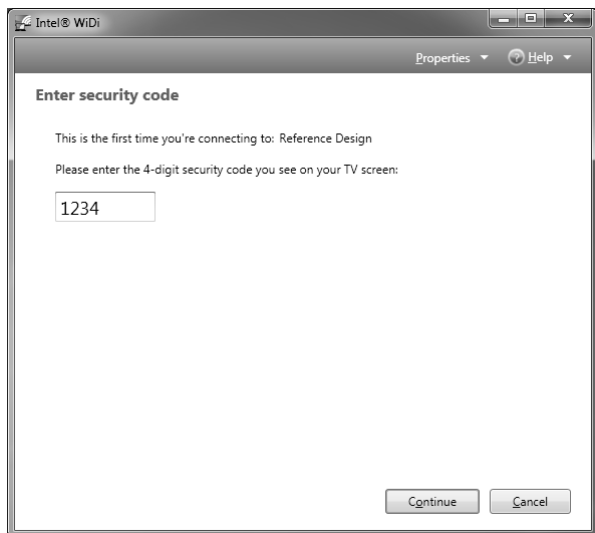 Intel® WiDi
Properties Help
Enter security code
This is the first time you're connecting to: Reference Design
Please enter the 4-digit security code you see on your TV screen:
1234
Continue Cancel